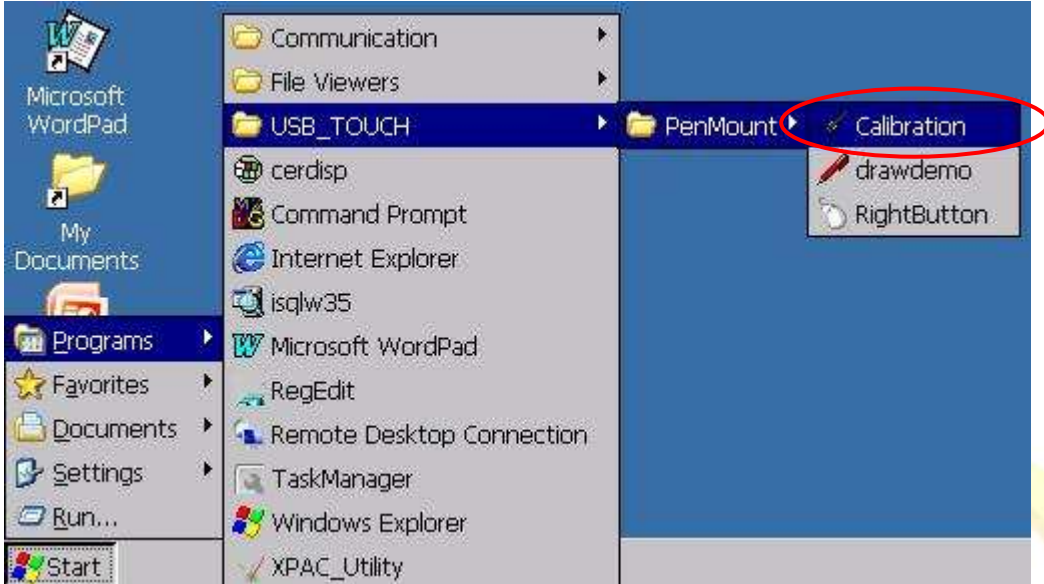 Microsoft
WordPad
My
Documents
Programs
Favorites
Documents
Settings
Run...
Start
Communication
File Viewers
USB_TOUCH
cerdisp
Command Prompt
Internet Explorer
isqlw35
Microsoft WordPad
RegEdit
Remote Desktop Connection
TaskManager
Windows Explorer
XPAC_Utility
PenMount
Calibration
drawdemo
RightButton